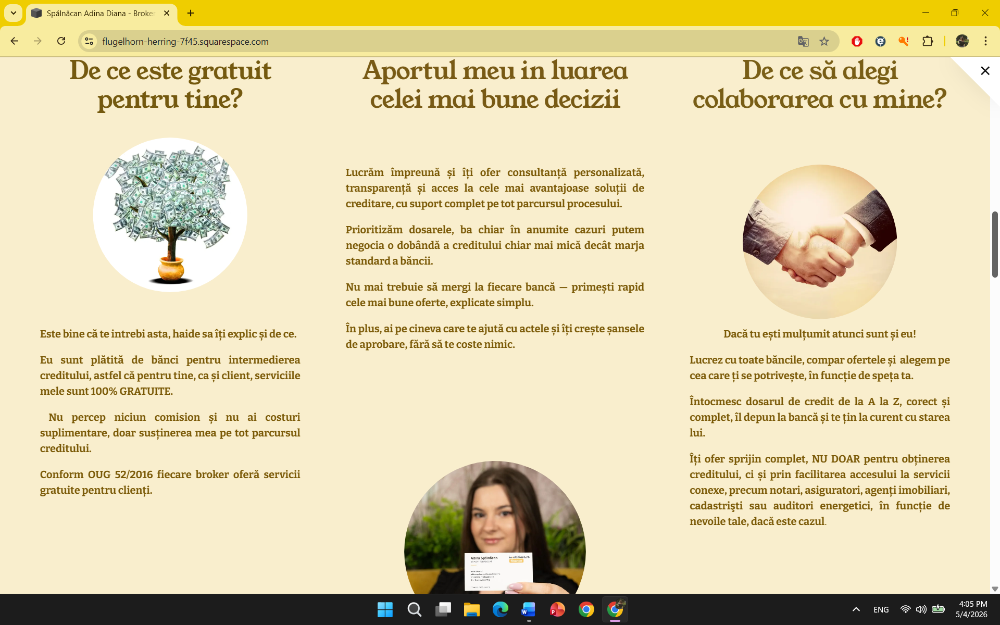 Spălnăcan Adina Diana - Broker
flugelhorn-herring-7f45.squarespace.com
De ce este gratuit
pentru tine?
Este bine că te intrebi asta, haide sa îți explic și de ce.
Eu sunt plătită de bănci pentru intermedierea
creditului, astfel că pentru tine, ca și client, serviciile
mele sunt 100% GRATUITE.
Nu percep niciun comision și nu ai costuri
suplimentare, doar susținerea mea pe tot parcursul
creditului.
Conform OUG 52/2016 fiecare broker oferă servicii
gratuite pentru clienți.
Aportul meu in luarea
celei mai bune decizii
Lucrăm împreună și îți ofer consultanță personalizată,
transparență și acces la cele mai avantajoase soluții de
creditare, cu suport complet pe tot parcursul procesului.
Prioritizăm dosarele, ba chiar în anumite cazuri putem
negocia o dobândă a creditului chiar mai mică decât marja
standard a băncii.
Nu mai trebuie să mergi la fiecare bancă — primești rapid
cele mai bune oferte, explicate simplu.
În plus, ai pe cineva care te ajută cu actele și îți crește șansele
de aprobare, fără să te coste nimic.
Adina Spălnăcan
EXPERT FINANCIAR
imobiliare.ro
De ce să alegi
colaborarea cu mine?
Dacă tu ești mulțumit atunci sunt și eu!
Lucrez cu toate băncile, compar ofertele și alegem pe
cea care ți se potrivește, în funcție de speța ta.
Întocmesc dosarul de credit de la A la Z, corect și
complet, îl depun la bancă și te țin la curent cu starea
lui.
Îți ofer sprijin complet, NU DOAR pentru obținerea
creditului, ci și prin facilitarea accesului la servicii
conexe, precum notari, asiguratori, agenți imobiliari,
cadastrişti sau auditori energetici, în funcție de
nevoile tale, dacă este cazul.
ENG
4:05 PM
5/4/2026